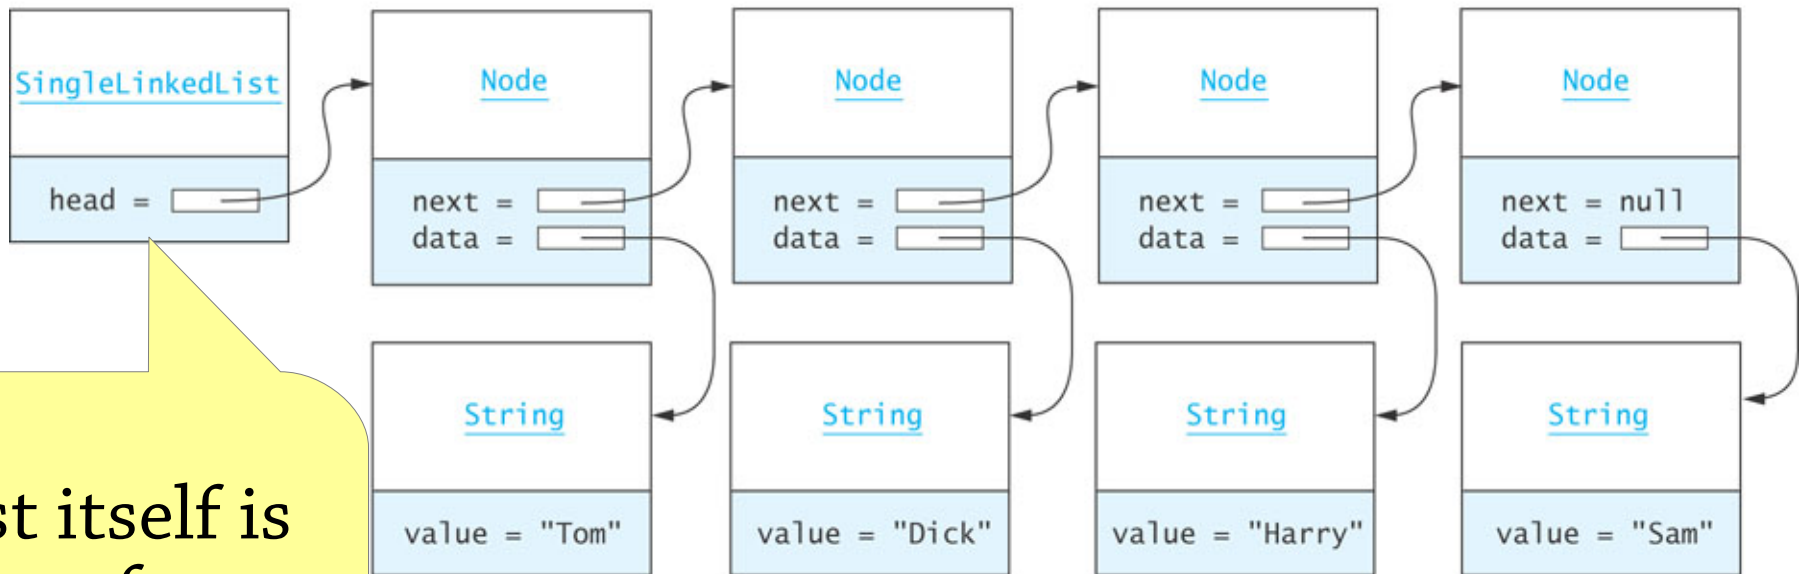 SingleLinkedList
head =
Node
next =
data =
Node
next =
data =
Node
next =
data =
Node
next = null
data =
String
value = "Tom"
String
value = "Dick"
String
value = "Harry"
String
value = "Sam"
itself is